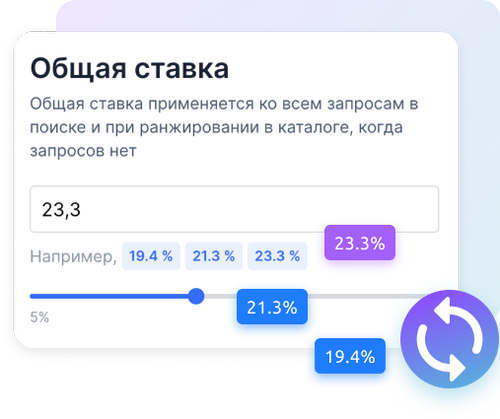 Общая ставка
Общая ставка применяется ко всем запросам в
поиске и при ранжировании в каталоге, когда
запросов нет
23,3
23.3%
Например, 19.4 % 21.3 % 23.3 %
21.3%
5%
19.4%